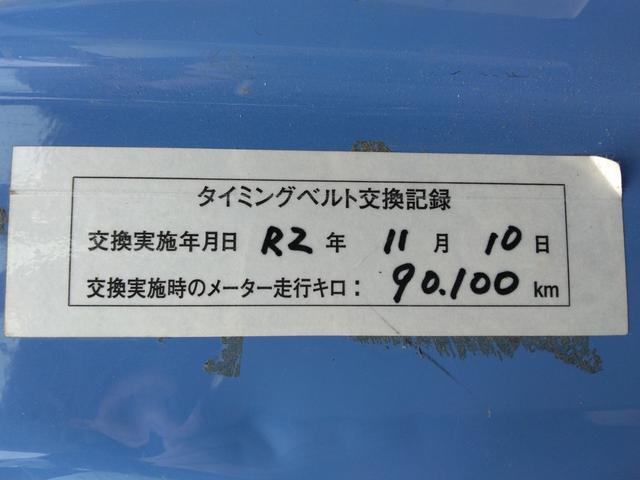 タイミングベルト交換記録
交換実施年月日 R2 年 11 月 10 日
交換実施時のメーター走行キロ： 90.100 km